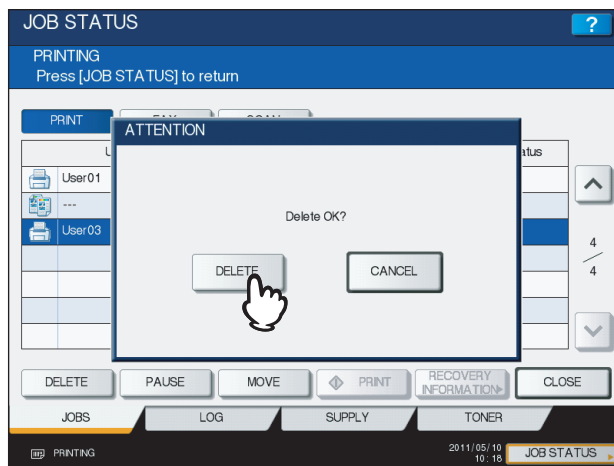 JOB STATUS
?
PRINTING
Press [JOB STATUS] to return
PRINT
ATTENTION
User01
---
User03
Delete OK?
DELETE
CANCEL
4
4
DELETE
PAUSE
MOVE
PRINT
RECOVERY
INFORMATION
CLOSE
JOBS
LOG
SUPPLY
TONER
PRINTING
2011/05/10
10:18
JOB STATUS